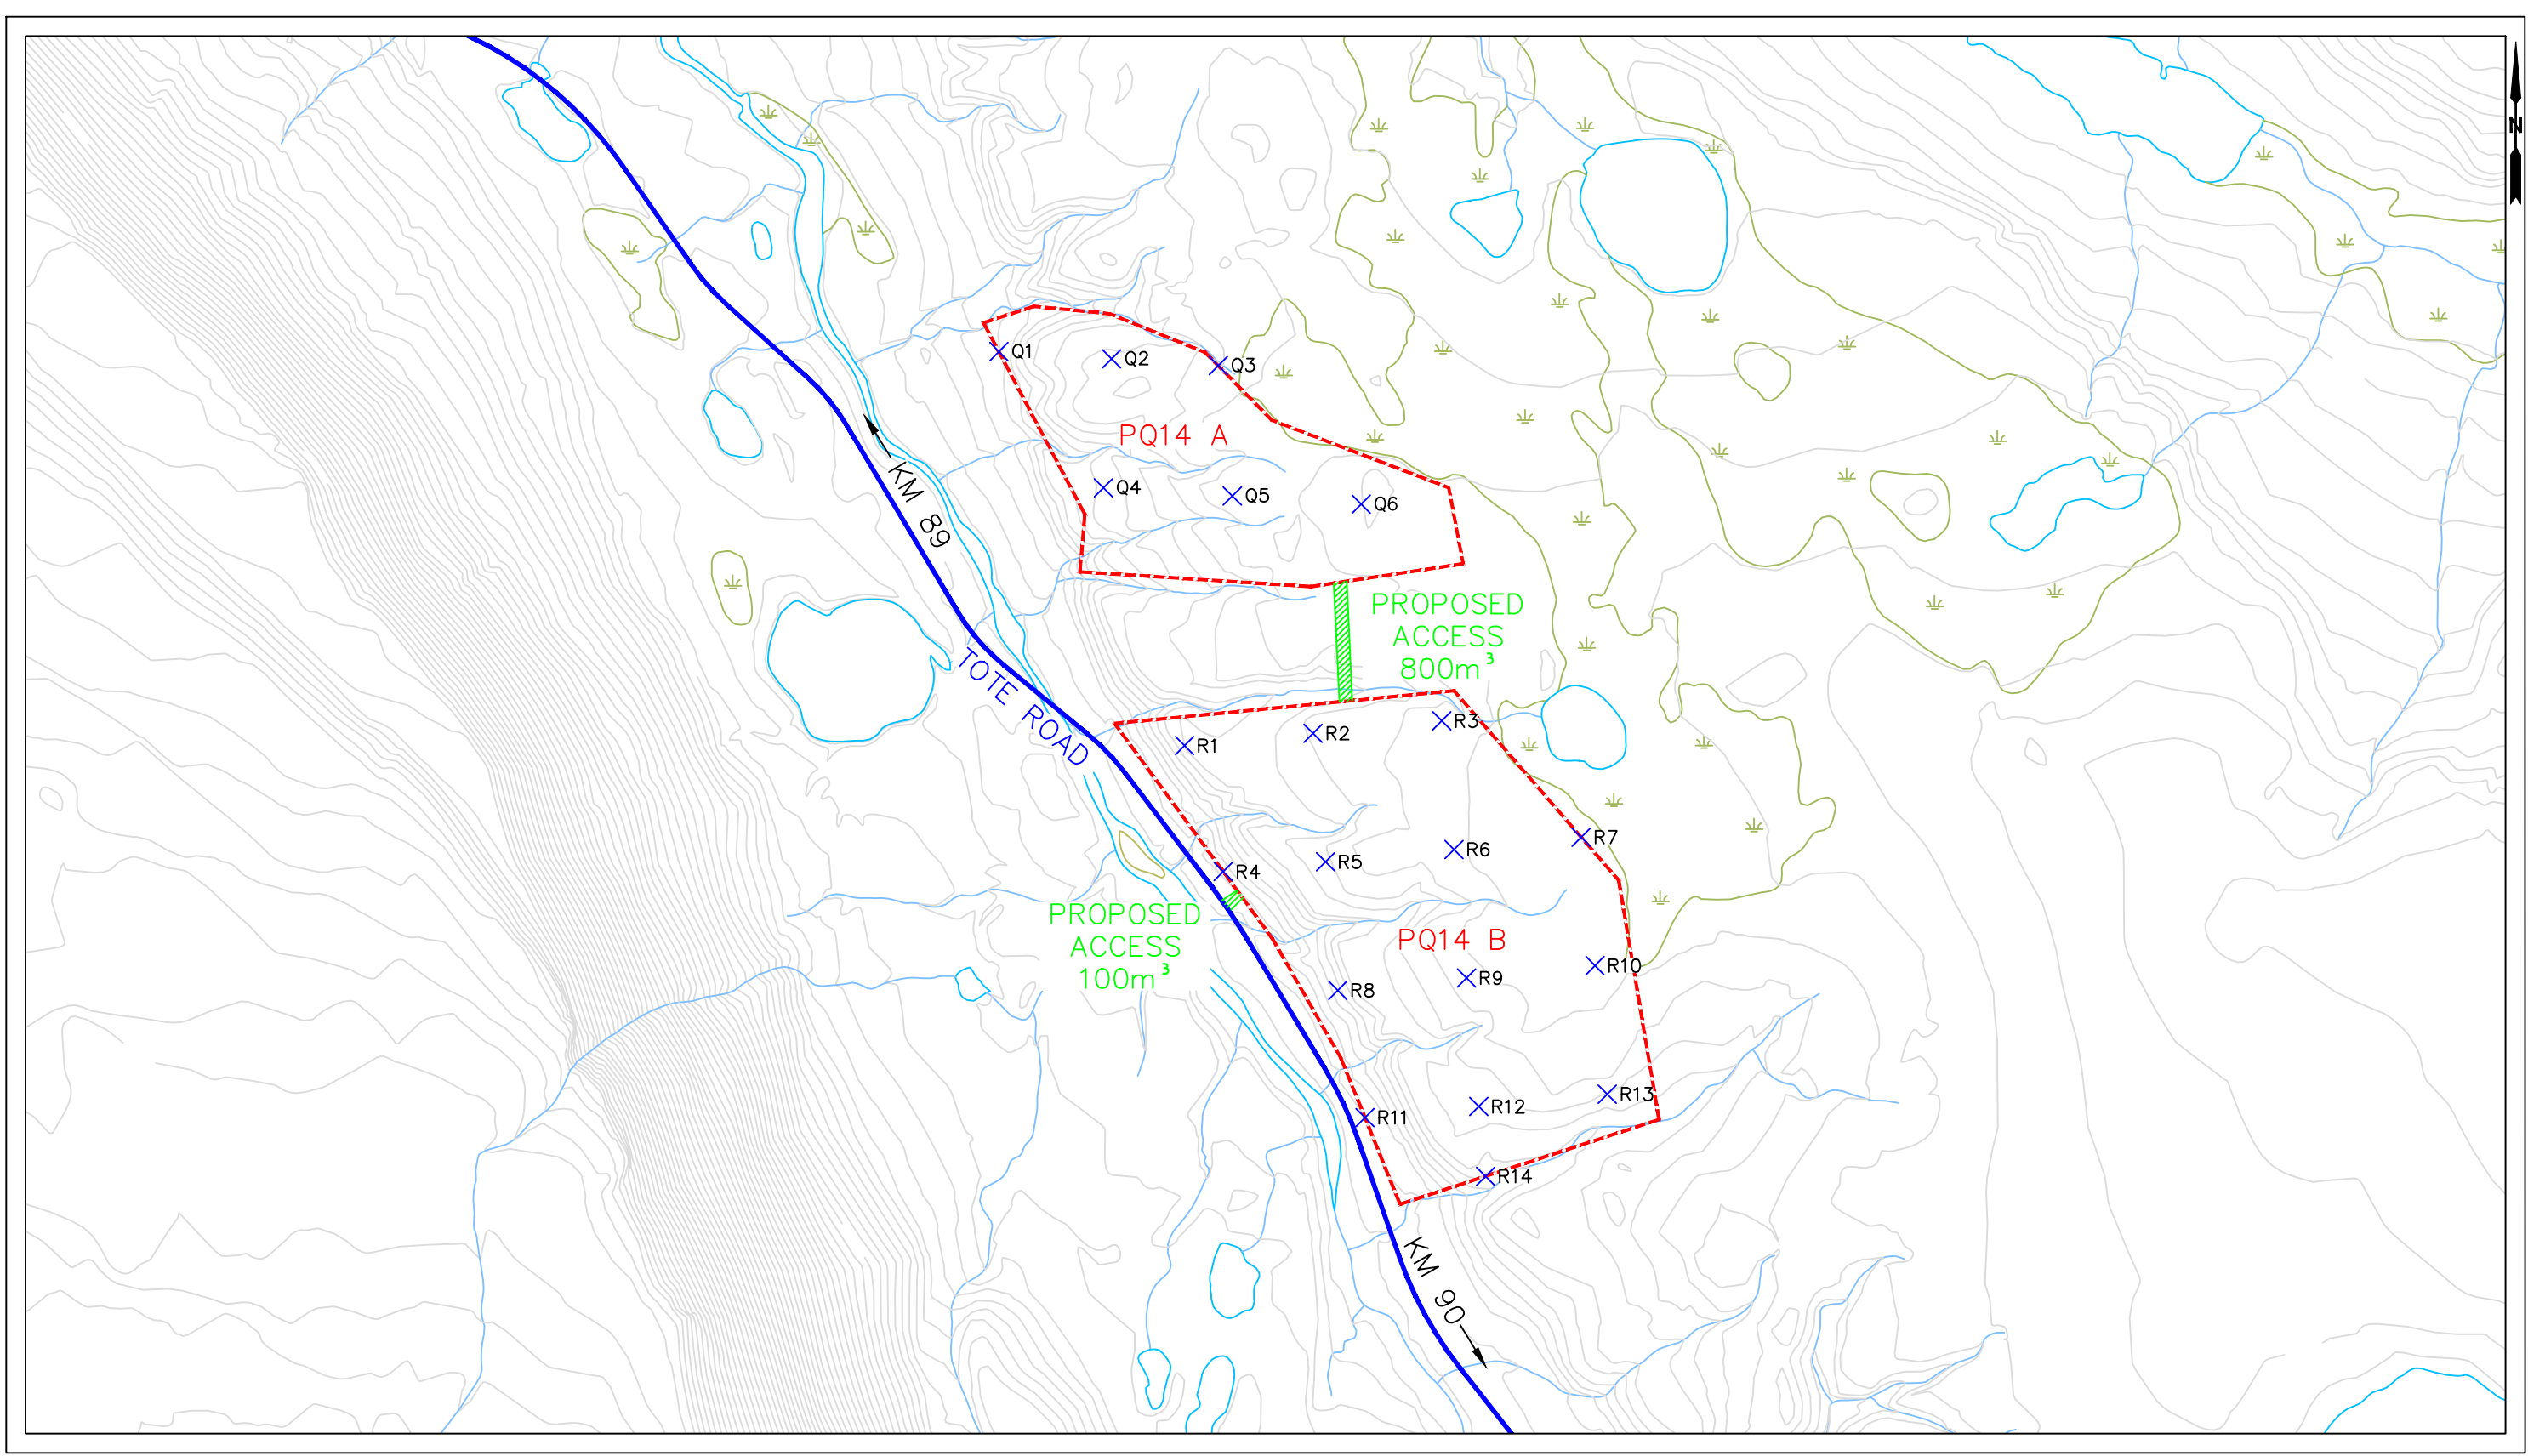 N
Q1
Q2
Q3
PQ14 A
KM 89
Q4
Q5
Q6
PROPOSED
ACCESS
800m³
TOTE ROAD
R1
R2
R3
R4
R5
R6
R7
PROPOSED
ACCESS
100m³
PQ14 B
R8
R9
R10
R11
R12
R13
R14
KM 90